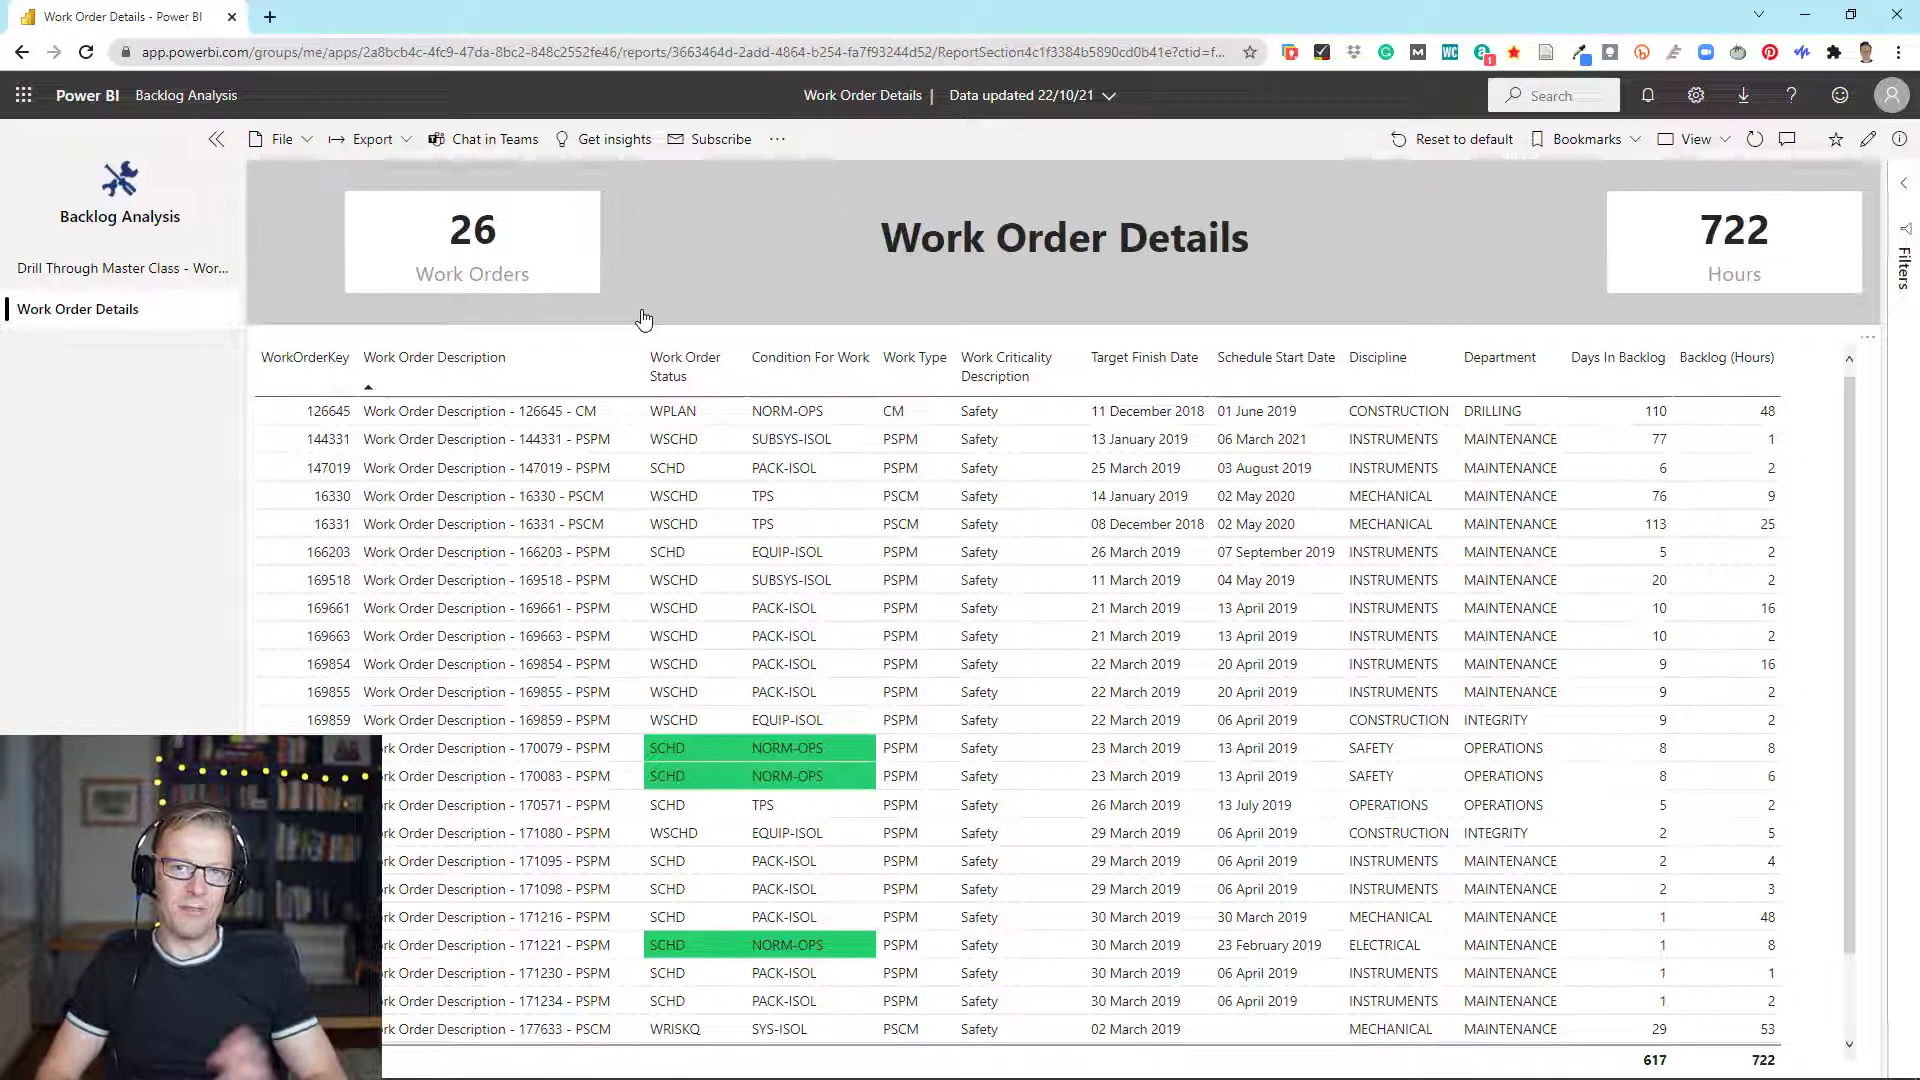 Work Order Details - Power BI
app.powerbi.com/groups/me/apps/2a8bcb4c-4fc9-47da-8bc2-848c2552fe46/reports/3663464d-2add-4864-b254-fa7f93244d52/ReportSection4c1f3384b5890cd0b41e?ctid=f...
Power BI Backlog Analysis Work Order Details | Data updated 22/10/21 Search
File Export Chat in Teams Get insights Subscribe ... Reset to default Bookmarks View
Backlog Analysis
Drill Through Master Class - Wor...
Work Order Details
26
Work Orders
Work Order Details
722
Hours
Filters
WorkOrderKey Work Order Description Work Order Status Condition For Work Work Type Work Criticality Description Target Finish Date Schedule Start Date Discipline Department Days In Backlog Backlog (Hours)
126645 Work Order Description - 126645 - CM WPLAN NORM-OPS CM Safety 11 December 2018 01 June 2019 CONSTRUCTION DRILLING 110 48
144331 Work Order Description - 144331 - PSPM WSCHD SUBSYS-ISOL PSPM Safety 13 January 2019 06 March 2021 INSTRUMENTS MAINTENANCE 77 1
147019 Work Order Description - 147019 - PSPM SCHD PACK-ISOL PSPM Safety 25 March 2019 03 August 2019 INSTRUMENTS MAINTENANCE 6 2
16330 Work Order Description - 16330 - PSCM WSCHD TPS PSCM Safety 14 January 2019 02 May 2020 MECHANICAL MAINTENANCE 76 9
16331 Work Order Description - 16331 - PSCM WSCHD TPS PSCM Safety 08 December 2018 02 May 2020 MECHANICAL MAINTENANCE 113 25
166203 Work Order Description - 166203 - PSPM SCHD EQUIP-ISOL PSPM Safety 26 March 2019 07 September 2019 INSTRUMENTS MAINTENANCE 5 2
169518 Work Order Description - 169518 - PSPM WSCHD SUBSYS-ISOL PSPM Safety 11 March 2019 04 May 2019 INSTRUMENTS MAINTENANCE 20 2
169661 Work Order Description - 169661 - PSPM WSCHD PACK-ISOL PSPM Safety 21 March 2019 13 April 2019 INSTRUMENTS MAINTENANCE 10 16
169663 Work Order Description - 169663 - PSPM WSCHD PACK-ISOL PSPM Safety 21 March 2019 13 April 2019 INSTRUMENTS MAINTENANCE 10 2
169854 Work Order Description - 169854 - PSPM WSCHD PACK-ISOL PSPM Safety 22 March 2019 20 April 2019 INSTRUMENTS MAINTENANCE 9 16
169855 Work Order Description - 169855 - PSPM WSCHD PACK-ISOL PSPM Safety 22 March 2019 20 April 2019 INSTRUMENTS MAINTENANCE 9 2
169859 Work Order Description - 169859 - PSPM WSCHD EQUIP-ISOL PSPM Safety 22 March 2019 06 April 2019 CONSTRUCTION INTEGRITY 9 2
rk Order Description - 170079 - PSPM SCHD NORM-OPS PSPM Safety 23 March 2019 13 April 2019 SAFETY OPERATIONS 8 8
rk Order Description - 170083 - PSPM SCHD NORM-OPS PSPM Safety 23 March 2019 13 April 2019 SAFETY OPERATIONS 8 6
rk Order Description - 170571 - PSPM SCHD TPS PSPM Safety 26 March 2019 13 July 2019 OPERATIONS OPERATIONS 5 2
rk Order Description - 171080 - PSPM WSCHD EQUIP-ISOL PSPM Safety 29 March 2019 06 April 2019 CONSTRUCTION INTEGRITY 2 5
rk Order Description - 171095 - PSPM SCHD PACK-ISOL PSPM Safety 29 March 2019 06 April 2019 INSTRUMENTS MAINTENANCE 2 4
rk Order Description - 171098 - PSPM SCHD PACK-ISOL PSPM Safety 29 March 2019 06 April 2019 INSTRUMENTS MAINTENANCE 2 3
rk Order Description - 171216 - PSPM SCHD PACK-ISOL PSPM Safety 30 March 2019 30 March 2019 MECHANICAL MAINTENANCE 1 48
rk Order Description - 171221 - PSPM SCHD NORM-OPS PSPM Safety 30 March 2019 23 February 2019 ELECTRICAL MAINTENANCE 1 8
rk Order Description - 171230 - PSPM SCHD PACK-ISOL PSPM Safety 30 March 2019 06 April 2019 INSTRUMENTS MAINTENANCE 1 1
rk Order Description - 171234 - PSPM SCHD PACK-ISOL PSPM Safety 30 March 2019 06 April 2019 INSTRUMENTS MAINTENANCE 1 2
rk Order Description - 177633 - PSCM WRISKQ SYS-ISOL PSCM Safety 02 March 2019 MECHANICAL MAINTENANCE 29 53
617 722